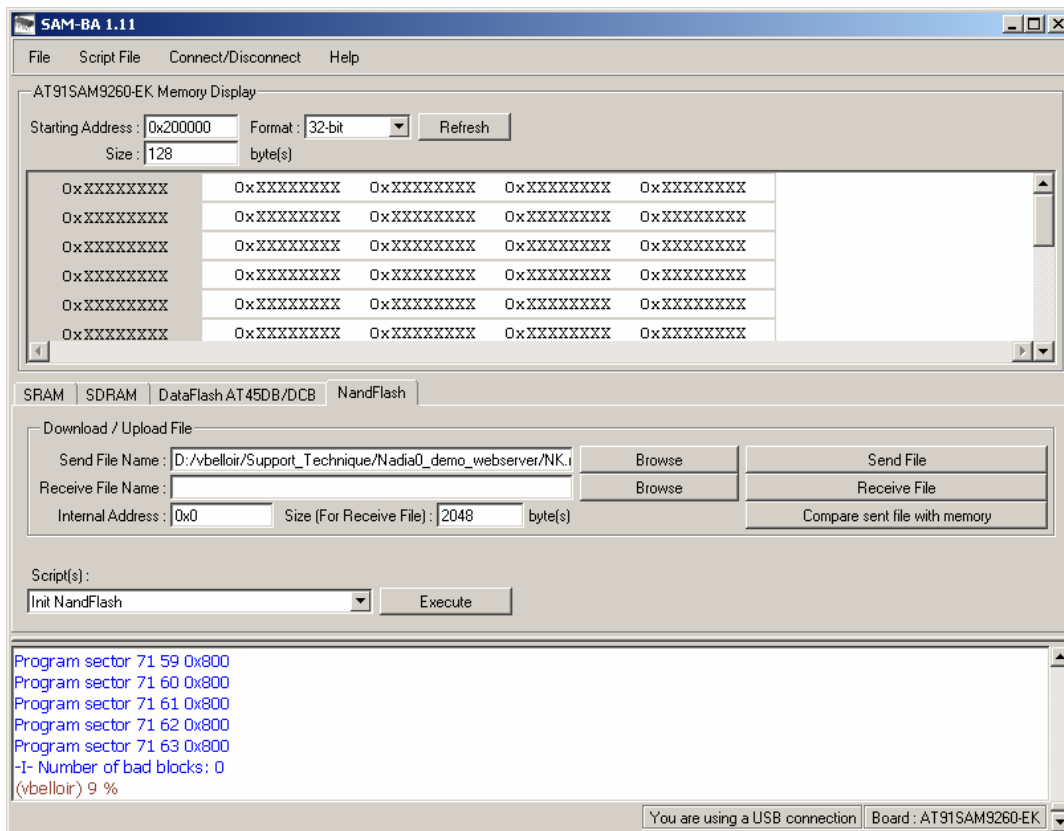 SAM-BA 1.11
File Script File Connect/Disconnect Help
AT91SAM9260-EK Memory Display
Starting Address : 0x200000 Format : 32-bit Refresh
Size : 128 byte(s)
0xXXXXXXXX 0xXXXXXXXX 0xXXXXXXXX 0xXXXXXXXX 0xXXXXXXXX
0xXXXXXXXX 0xXXXXXXXX 0xXXXXXXXX 0xXXXXXXXX 0xXXXXXXXX
0xXXXXXXXX 0xXXXXXXXX 0xXXXXXXXX 0xXXXXXXXX 0xXXXXXXXX
0xXXXXXXXX 0xXXXXXXXX 0xXXXXXXXX 0xXXXXXXXX 0xXXXXXXXX
0xXXXXXXXX 0xXXXXXXXX 0xXXXXXXXX 0xXXXXXXXX 0xXXXXXXXX
0xXXXXXXXX 0xXXXXXXXX 0xXXXXXXXX 0xXXXXXXXX 0xXXXXXXXX
SRAM SDRAM DataFlash AT45DB/DCB NandFlash
Download / Upload File
Send File Name : D:/vbelloir/Support_Technique/Nadia0_demo_webserver/NK. Browse Send File
Receive File Name : Browse Receive File
Internal Address : 0x0 Size (For Receive File) : 2048 byte(s) Compare sent file with memory
Script(s) :
Init NandFlash Execute
Program sector 71 59 0x800
Program sector 71 60 0x800
Program sector 71 61 0x800
Program sector 71 62 0x800
Program sector 71 63 0x800
-I- Number of bad blocks: 0
(vbelloir) 9 %
You are using a USB connection Board : AT91SAM9260-EK